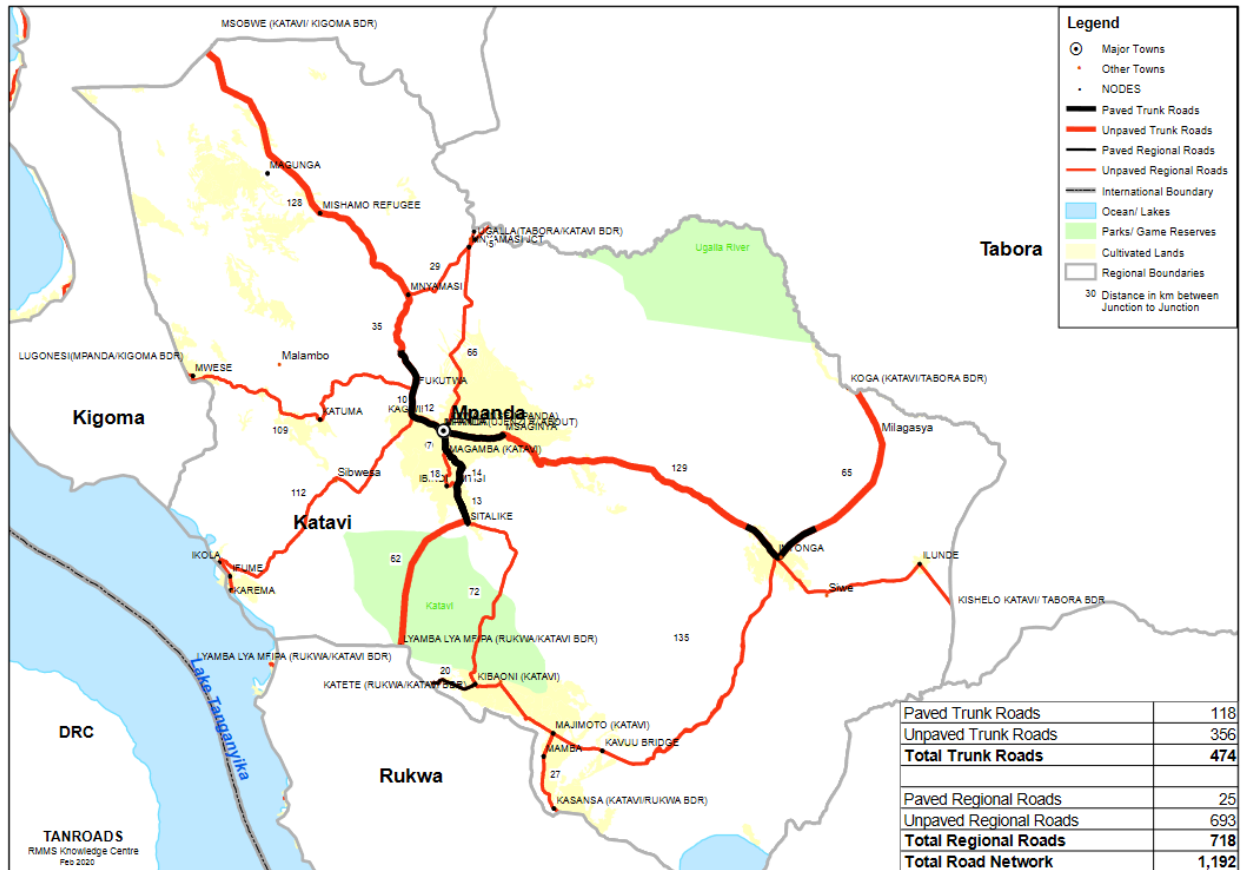 MSOBWE (KATAVI/ KIGOMA BDR)
Legend
Major Towns
Other Towns
NODES
Paved Trunk Roads
Unpaved Trunk Roads
Paved Regional Roads
Unpaved Regional Roads
International Boundary
Ocean/ Lakes
Parks/ Game Reserves
Cultivated Lands
Regional Boundaries
30 Distance in km between
Junction to Junction
MAGUNGA
128
MISHAMO REFUGEE
UGALLA(TABORA/KATAVI BDR)
5
Ugalla River
Tabora
29
MNYAMASI
35
66
LUGONESI(MPANDA/KIGOMA BDR)
Malambo
MWESE
FUKUTWA
KOGA (KATAVI/TABORA BDR)
Kigoma
KATUMA
10
12
Mpanda
109
MSAGINYA
Milagasya
7
MAGAMBA (KATAVI)
Sibwesa
18
14
129
65
112
13
Katavi
SITALIKE
IKOLA
62
INYONGA
ILUNDE
IFUME
KAREMA
72
Siwe
Katavi
KISHELO KATAVI/ TABORA BDR
LYAMBA LYA MFIPA (RUKWA/KATAVI BDR)
135
LYAMBA LYA MFIPA (RUKWA/KATAVI BDR)
20
KIBAONI (KATAVI)
KATETE (RUKWA/KATAVI BDR)
Lake Tanganyika
DRC
MAJIMOTO (KATAVI)
KAVUU BRIDGE
MAMBA
Rukwa
27
KASANSA (KATAVI/RUKWA BDR)
Paved Trunk Roads 118
Unpaved Trunk Roads 356
Total Trunk Roads 474
Paved Regional Roads 25
Unpaved Regional Roads 693
Total Regional Roads 718
Total Road Network 1,192
TANROADS
RMMS Knowledge Centre
Feb 2020